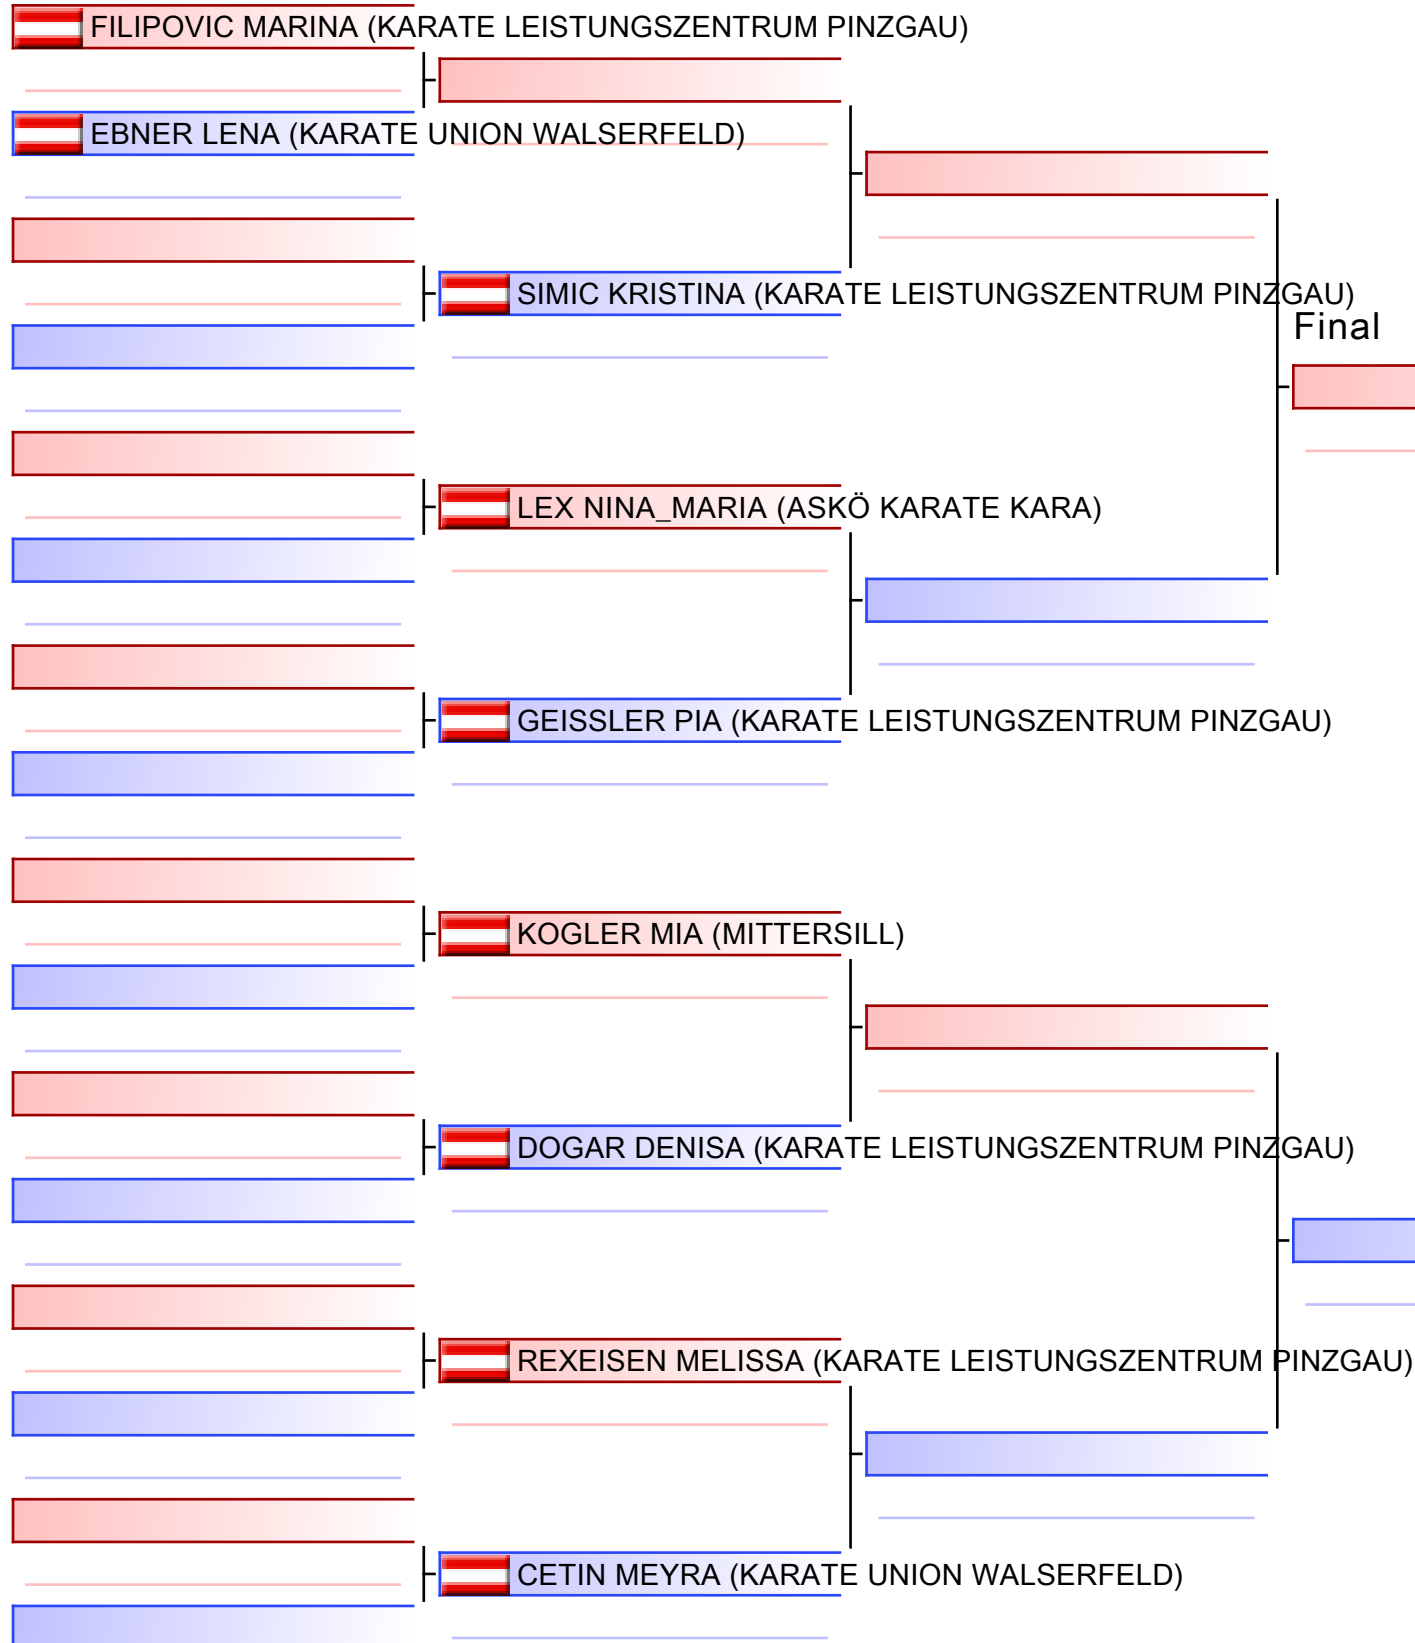 FILIPOVIC MARINA (KARATE LEISTUNGSZENTRUM PINZGAU)
EBNER LENA (KARATE UNION WALSERFELD)
SIMIC KRISTINA (KARATE LEISTUNGSZENTRUM PINZGAU)
Final
LEX NINA_MARIA (ASKÖ KARATE KARA)
GEISSLER PIA (KARATE LEISTUNGSZENTRUM PINZGAU)
KOGLER MIA (MITTERSILL)
DOGAR DENISA (KARATE LEISTUNGSZENTRUM PINZGAU)
REXEISEN MELISSA (KARATE LEISTUNGSZENTRUM PINZGAU)
CETIN MEYRA (KARATE UNION WALSERFELD)